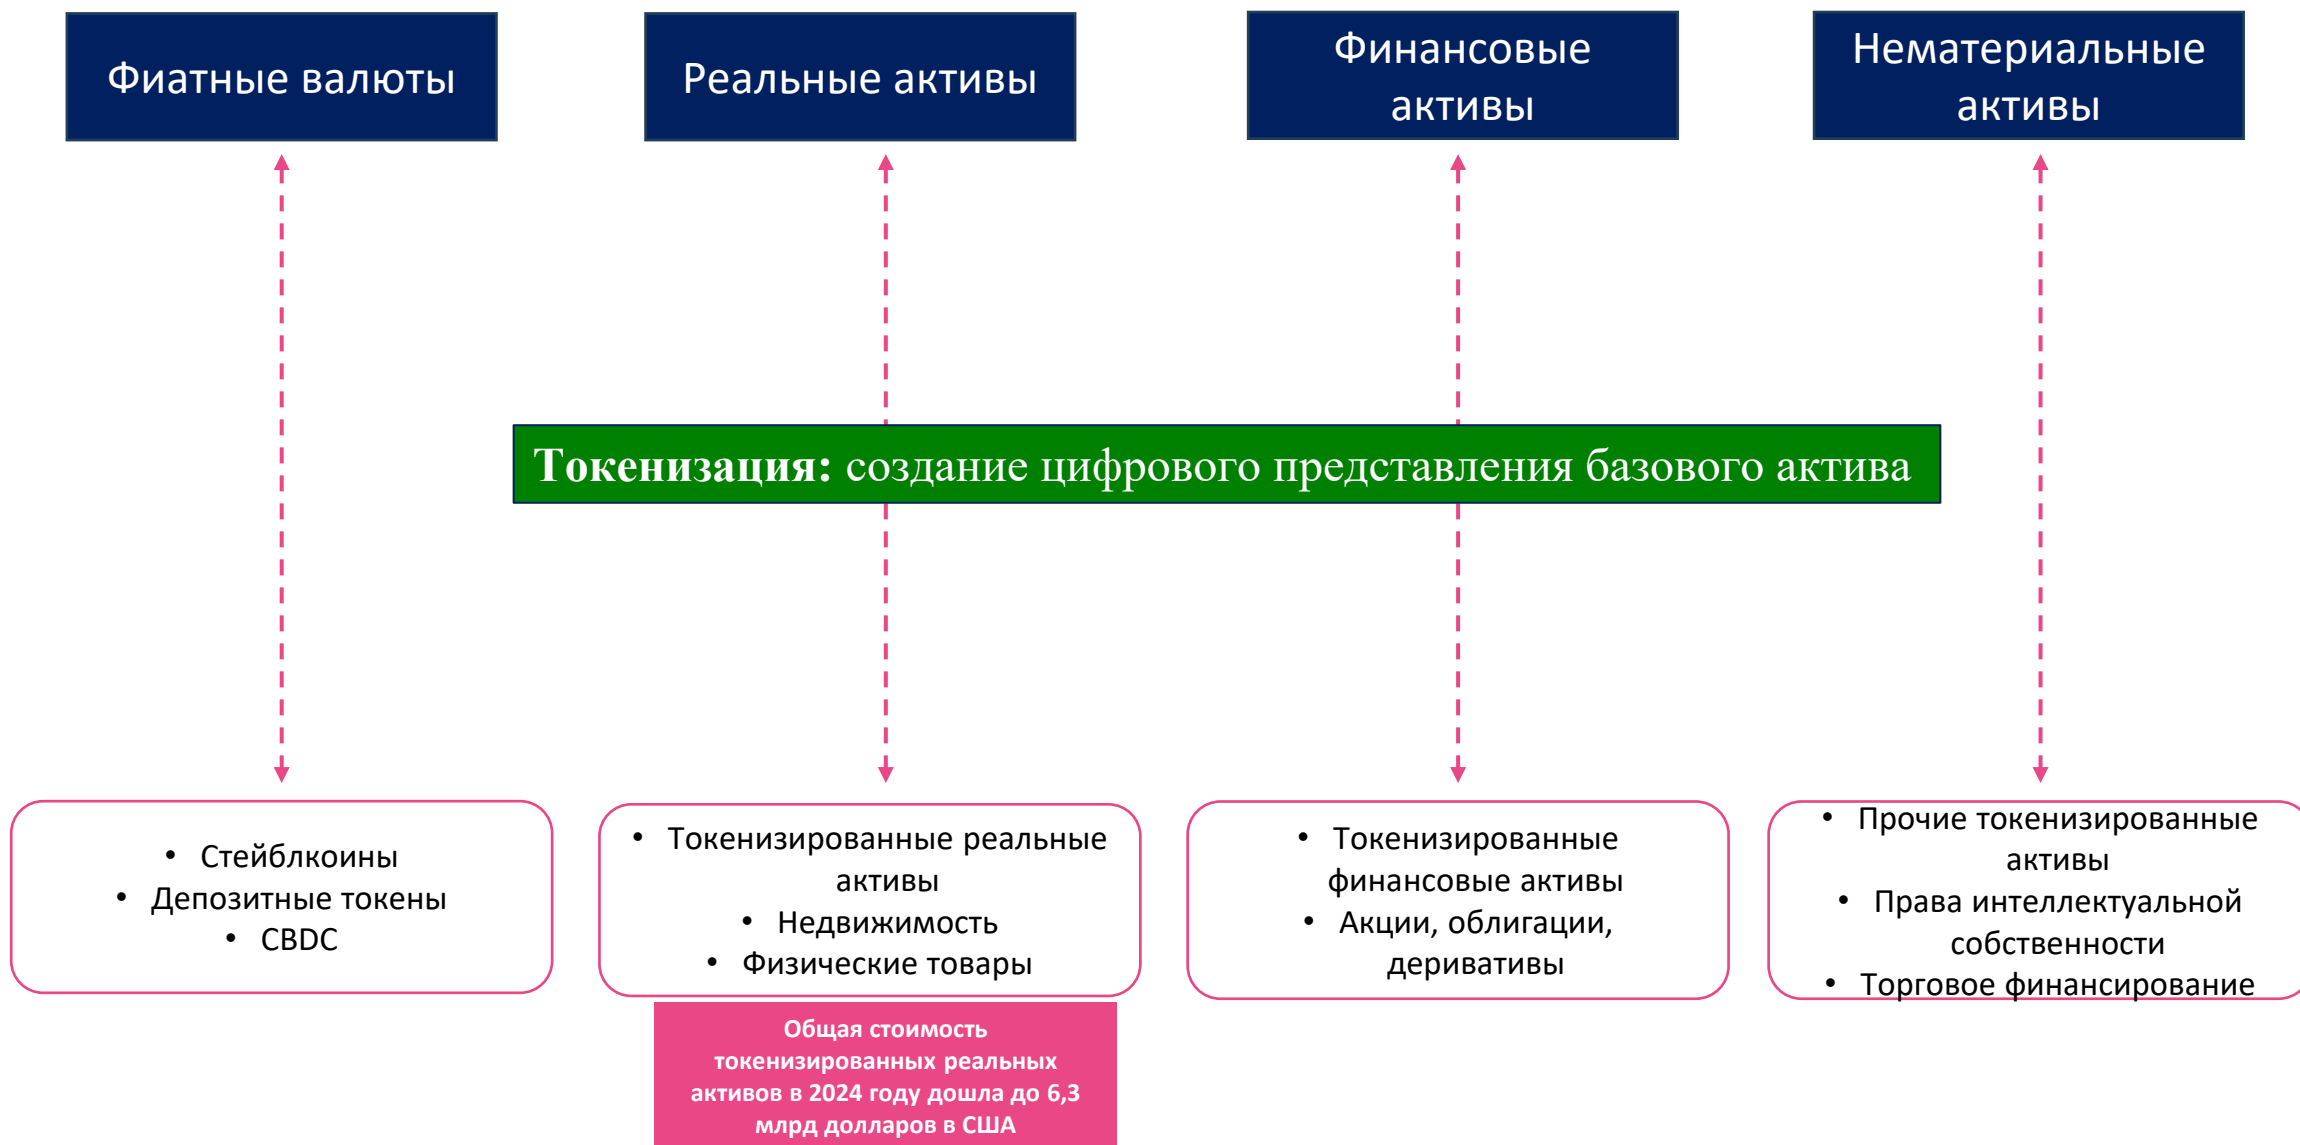 Фиатные валюты
Реальные активы
Финансовые
активы
Нематериальные
активы
Токенизация: создание цифрового представления базового актива
• Стейблкоины
• Депозитные токены
• CBDC
• Токенизированные реальные
активы
• Недвижимость
• Физические товары
• Токенизированные
финансовые активы
• Акции, облигации,
деривативы
• Прочие токенизированные
активы
• Права интеллектуальной
собственности
• Торговое финансирование
Общая стоимость
токенизированных реальных
активов в 2024 году дошла до 6,3
млрд долларов в США